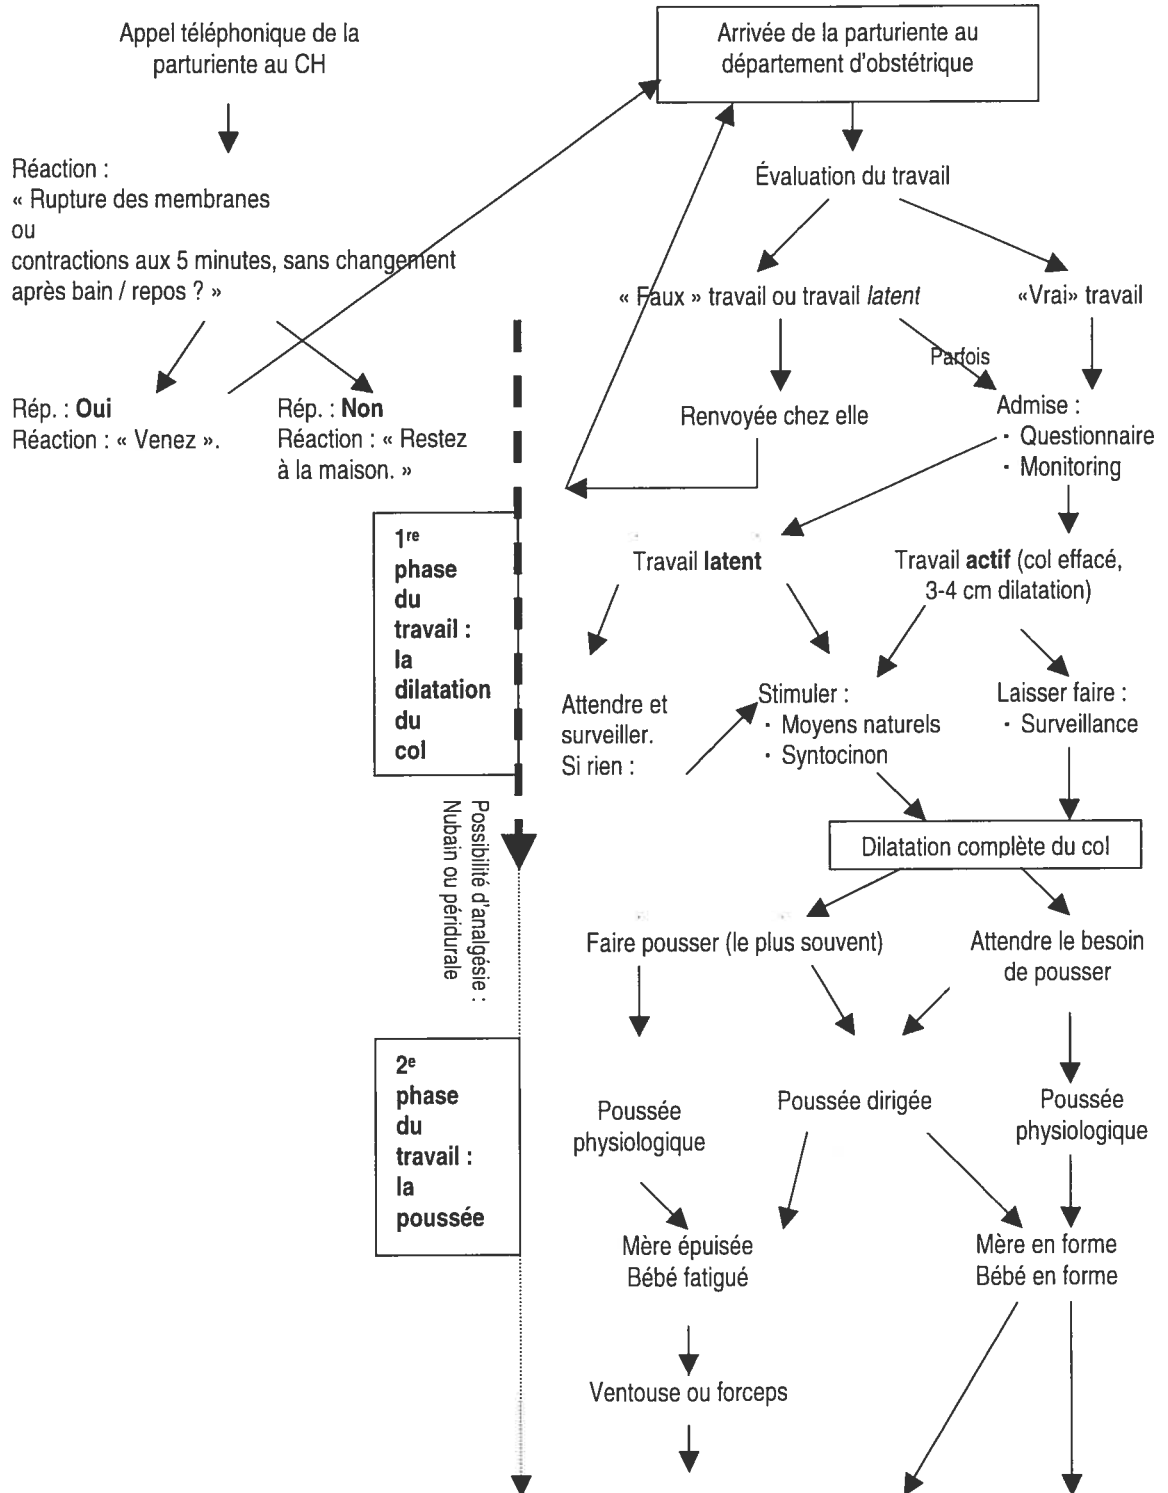 Appel téléphonique de la
parturiente au CH
Arrivée de la parturiente au
département d'obstétrique
Réaction :
« Rupture des membranes
ou
contractions aux 5 minutes, sans changement
après bain / repos ? »
Évaluation du travail
« Faux » travail ou travail latent
«Vrai» travail
Parfois
Rép. : Oui
Réaction : « Venez ».
Rép. : Non
Réaction : « Restez
à la maison. »
Renvoyée chez elle
Admise :
· Questionnaire
· Monitoring
1re
phase
du
travail :
la
dilatation
du
col
Travail latent
Travail actif (col effacé,
3-4 cm dilatation)
Attendre et
surveiller.
Si rien :
Stimuler :
· Moyens naturels
· Syntocinon
Laisser faire :
· Surveillance
Possibilité d'analgésie :
Nubain ou péridurale
Dilatation complète du col
Faire pousser (le plus souvent)
Attendre le besoin
de pousser
2e
phase
du
travail :
la
poussée
Poussée
physiologique
Poussée dirigée
Poussée
physiologique
Mère épuisée
Bébé fatigué
Mère en forme
Bébé en forme
Ventouse ou forceps